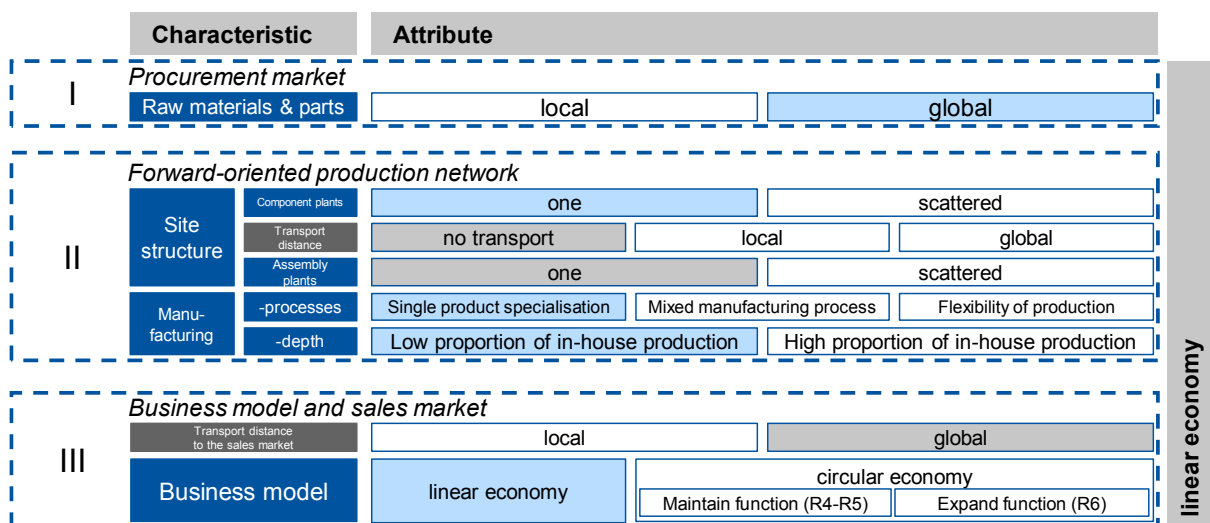 Characteristic
Attribute
I
Procurement market
Raw materials & parts
local
global
II
Forward-oriented production network
Site
structure
Component plants
one
scattered
Transport
distance
no transport
local
global
Assembly
plants
one
scattered
Manu-
facturing
-processes
Single product specialisation
Mixed manufacturing process
Flexibility of production
-depth
Low proportion of in-house production
High proportion of in-house production
III
Business model and sales market
Transport distance
to the sales market
local
global
Business model
linear economy
circular economy
Maintain function (R4-R5)
Expand function (R6)
linear economy